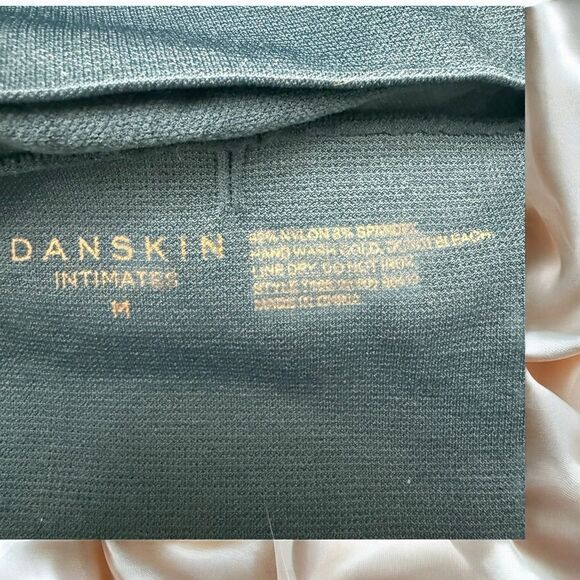 DANSKIN
INTIMATES
M
NYLON 8% SPANDEX
HAND WASH COLD, DO NOT BLEACH
LINE DRY, DO NOT IRON
STYLE
MADE IN CHINA